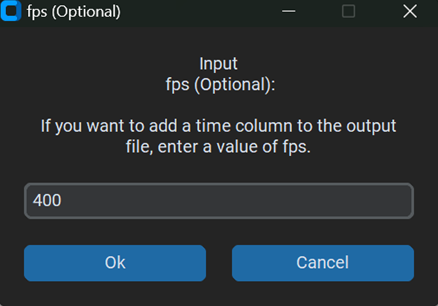 fps (Optional)
Input
fps (Optional):
If you want to add a time column to the output
file, enter a value of fps.
400
Ok
Cancel